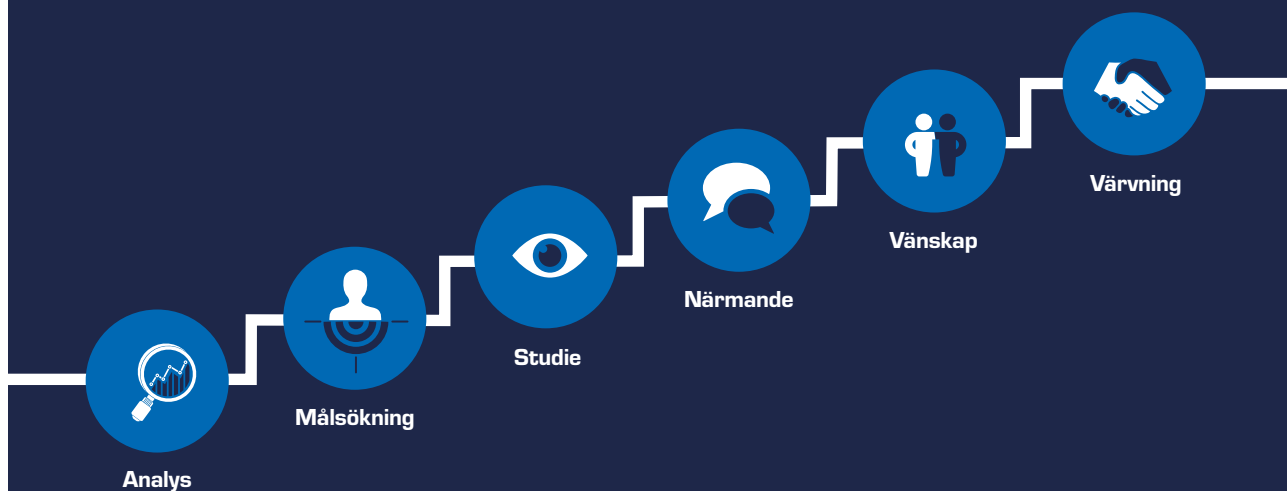 Analys
Målsökning
Studie
Närmande
Vänskap
Värvning